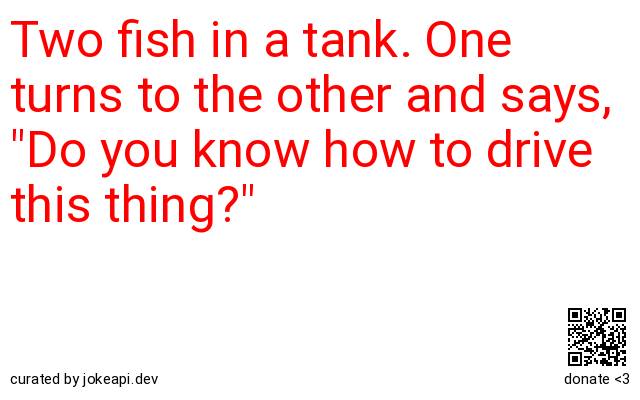 Two fish in a tank. One
turns to the other and says,
"Do you know how to drive
this thing?"
curated by jokeapi.dev
donate <3